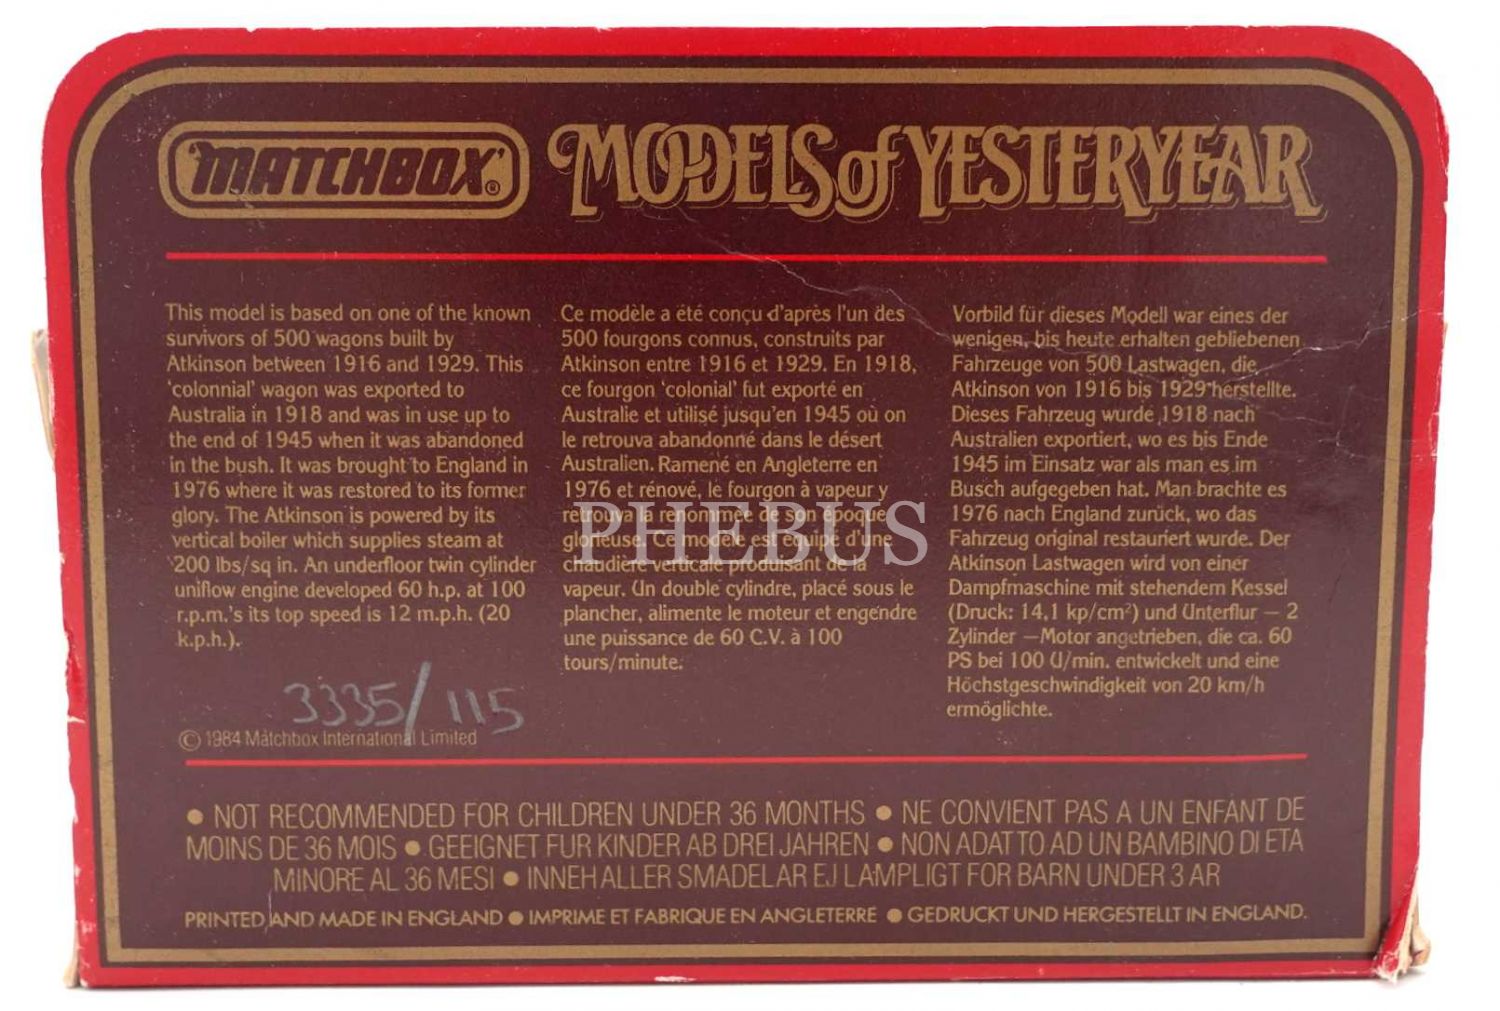 MATCHBOX® MODELS of YESTERYEAR
This model is based on one of the known
survivors of 500 wagons built by
Atkinson between 1916 and 1929. This
'colonnial' wagon was exported to
Australia in 1918 and was in use up to
the end of 1945 when it was abandoned
in the bush. It was brought to England in
1976 where it was restored to its former
glory. The Atkinson is powered by its
vertical boiler which supplies steam at
200 lbs/sq in. An underfloor twin cylinder
uniflow engine developed 60 h.p. at 100
r.p.m.'s its top speed is 12 m.p.h. (20
k.p.h.).
3335/115
© 1984 Matchbox International Limited
Ce modèle a été conçu d'après l'un des
500 fourgons connus, construits par
Atkinson entre 1916 et 1929. En 1918,
ce fourgon 'colonial' fut exporté en
Australie et utilisé jusqu'en 1945 où on
le retrouva abandonné dans le désert
Australien. Ramené en Angleterre en
1976 et rénové, le fourgon à vapeur y
retrouva la renommée de son époque
glorieuse. Ce modèle est équipé d'une
chaudière verticale produisant de la
vapeur. Un double cylindre, placé sous le
plancher, alimente le moteur et engendre
une puissance de 60 C.V. à 100
tours/minute.
PHEBUS
Vorbild für dieses Modell war eines der
wenigen, bis heute erhalten gebliebenen
Fahrzeuge von 500 Lastwagen, die
Atkinson von 1916 bis 1929 herstellte.
Dieses Fahrzeug wurde 1918 nach
Australien exportiert, wo es bis Ende
1945 im Einsatz war als man es im
Busch aufgegeben hat. Man brachte es
1976 nach England zurück, wo das
Fahrzeug original restauriert wurde. Der
Atkinson Lastwagen wird von einer
Dampfmaschine mit stehendem Kessel
(Druck: 14,1 kp/cm²) und Unterflur – 2
Zylinder – Motor angetrieben, die ca. 60
PS bei 100 U/min. entwickelt und eine
Höchstgeschwindigkeit von 20 km/h
ermöglichte.
• NOT RECOMMENDED FOR CHILDREN UNDER 36 MONTHS • NE CONVIENT PAS A UN ENFANT DE
MOINS DE 36 MOIS • GEEIGNET FUR KINDER AB DREI JAHREN • NON ADATTO AD UN BAMBINO DI ETA
MINORE AL 36 MESI • INNEHALLER SMADELAR EJ LAMPLIGT FOR BARN UNDER 3 AR
PRINTED AND MADE IN ENGLAND • IMPRIME ET FABRIQUE EN ANGLETERRE • GEDRUCKT UND HERGESTELLT IN ENGLAND.